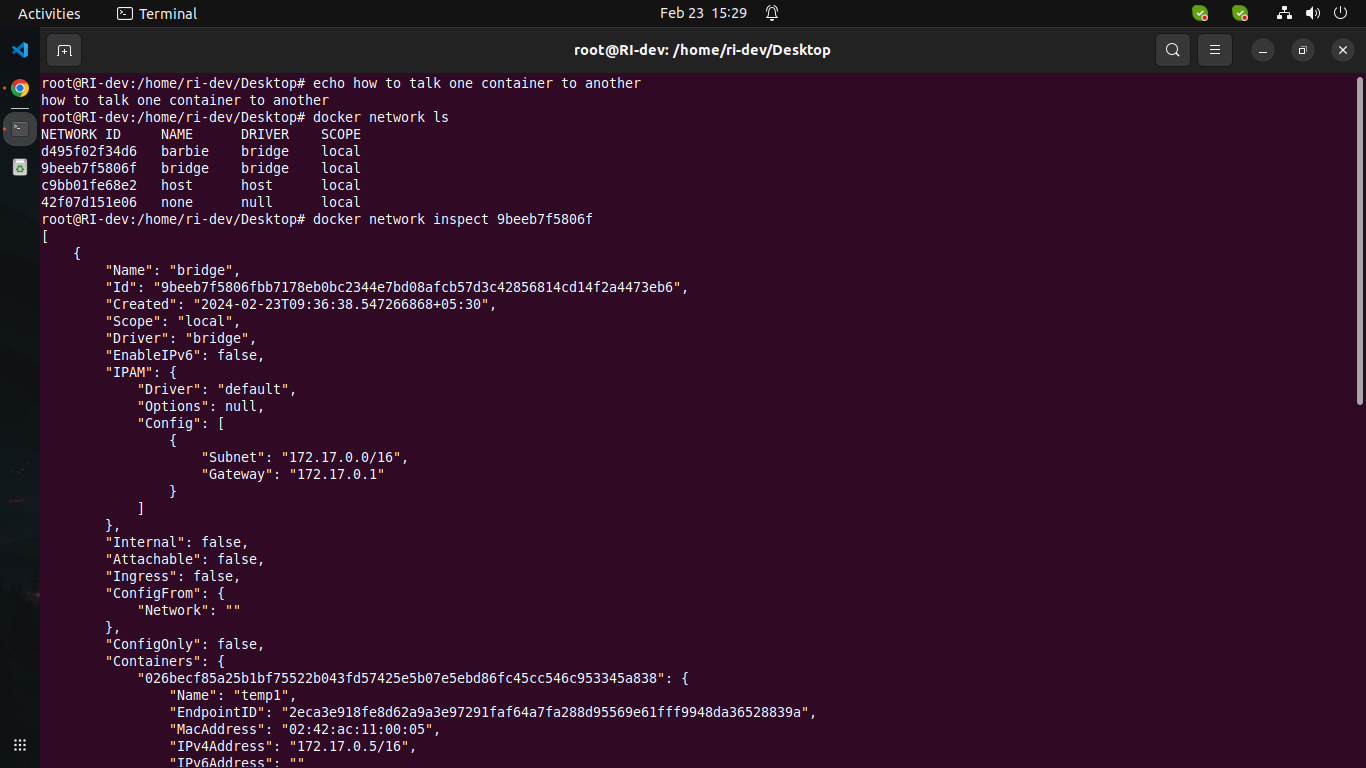 Activities
Terminal
Feb 23 15:29
root@RI-dev: /home/ri-dev/Desktop
root@RI-dev:/home/ri-dev/Desktop# echo how to talk one container to another
how to talk one container to another
root@RI-dev:/home/ri-dev/Desktop# docker network ls
NETWORK ID     NAME      DRIVER    SCOPE
d495f02f34d6   barbie    bridge    local
9beeb7f5806f   bridge    bridge    local
c9bb01fe68e2   host      host      local
42f07d151e06   none      null      local
root@RI-dev:/home/ri-dev/Desktop# docker network inspect 9beeb7f5806f
[
    {
        "Name": "bridge",
        "Id": "9beeb7f5806fbb7178eb0bc2344e7bd08afcb57d3c42856814cd14f2a4473eb6",
        "Created": "2024-02-23T09:36:38.547266868+05:30",
        "Scope": "local",
        "Driver": "bridge",
        "EnableIPv6": false,
        "IPAM": {
            "Driver": "default",
            "Options": null,
            "Config": [
                {
                    "Subnet": "172.17.0.0/16",
                    "Gateway": "172.17.0.1"
                }
            ]
        },
        "Internal": false,
        "Attachable": false,
        "Ingress": false,
        "ConfigFrom": {
            "Network": ""
        },
        "ConfigOnly": false,
        "Containers": {
            "026becf85a25b1bf75522b043fd57425e5b07e5ebd86fc45cc546c953345a838": {
                "Name": "temp1",
                "EndpointID": "2eca3e918fe8d62a9a3e97291faf64a7fa288d95569e61fff9948da36528839a",
                "MacAddress": "02:42:ac:11:00:05",
                "IPv4Address": "172.17.0.5/16",
                "IPv6Address": ""